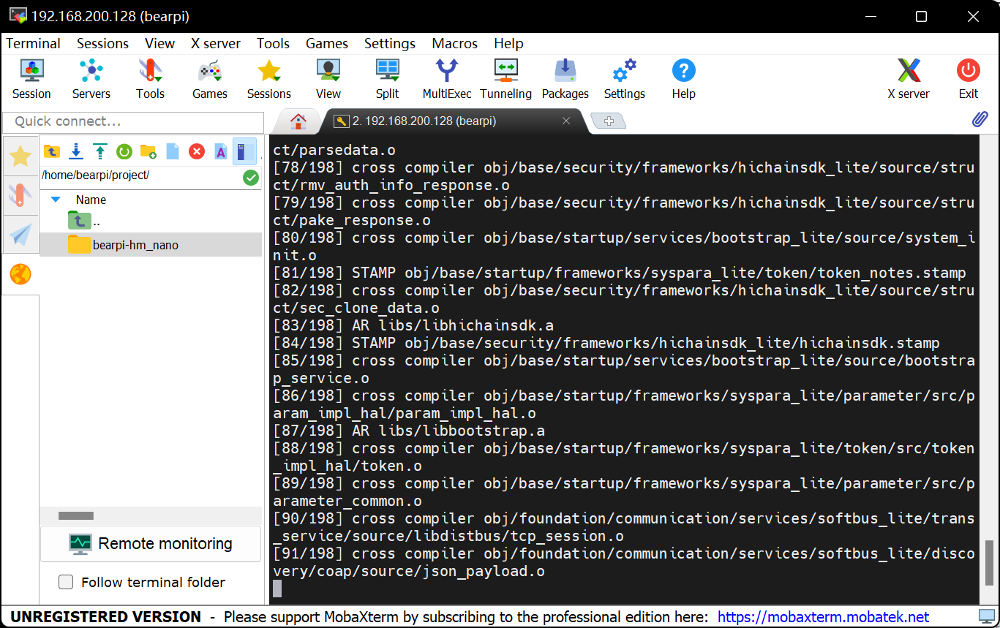 192.168.200.128 (bearpi)
Terminal Sessions View X server Tools Games Settings Macros Help
Session Servers Tools Games Sessions View Split MultiExec Tunneling Packages Settings Help X server Exit
Quick connect...
2. 192.168.200.128 (bearpi)
/home/bearpi/project/
Name
..
bearpi-hm_nano
Remote monitoring
Follow terminal folder
ct/parsedata.o
[78/198] cross compiler obj/base/security/frameworks/hichainsdk_lite/source/stru
ct/rmv_auth_info_response.o
[79/198] cross compiler obj/base/security/frameworks/hichainsdk_lite/source/stru
ct/pake_response.o
[80/198] cross compiler obj/base/startup/services/bootstrap_lite/source/system_i
nit.o
[81/198] STAMP obj/base/startup/frameworks/syspara_lite/token/token_notes.stamp
[82/198] cross compiler obj/base/security/frameworks/hichainsdk_lite/source/stru
ct/sec_clone_data.o
[83/198] AR libs/libhichainsdk.a
[84/198] STAMP obj/base/security/frameworks/hichainsdk_lite/hichainsdk.stamp
[85/198] cross compiler obj/base/startup/services/bootstrap_lite/source/bootstra
p_service.o
[86/198] cross compiler obj/base/startup/frameworks/syspara_lite/parameter/src/p
aram_impl_hal/param_impl_hal.o
[87/198] AR libs/libbootstrap.a
[88/198] cross compiler obj/base/startup/frameworks/syspara_lite/token/src/token
_impl_hal/token.o
[89/198] cross compiler obj/base/startup/frameworks/syspara_lite/parameter/src/p
arameter_common.o
[90/198] cross compiler obj/foundation/communication/services/softbus_lite/trans
_service/source/libdistbus/tcp_session.o
[91/198] cross compiler obj/foundation/communication/services/softbus_lite/disco
very/coap/source/json_payload.o
UNREGISTERED VERSION - Please support MobaXterm by subscribing to the professional edition here: https://mobaxterm.mobatek.net